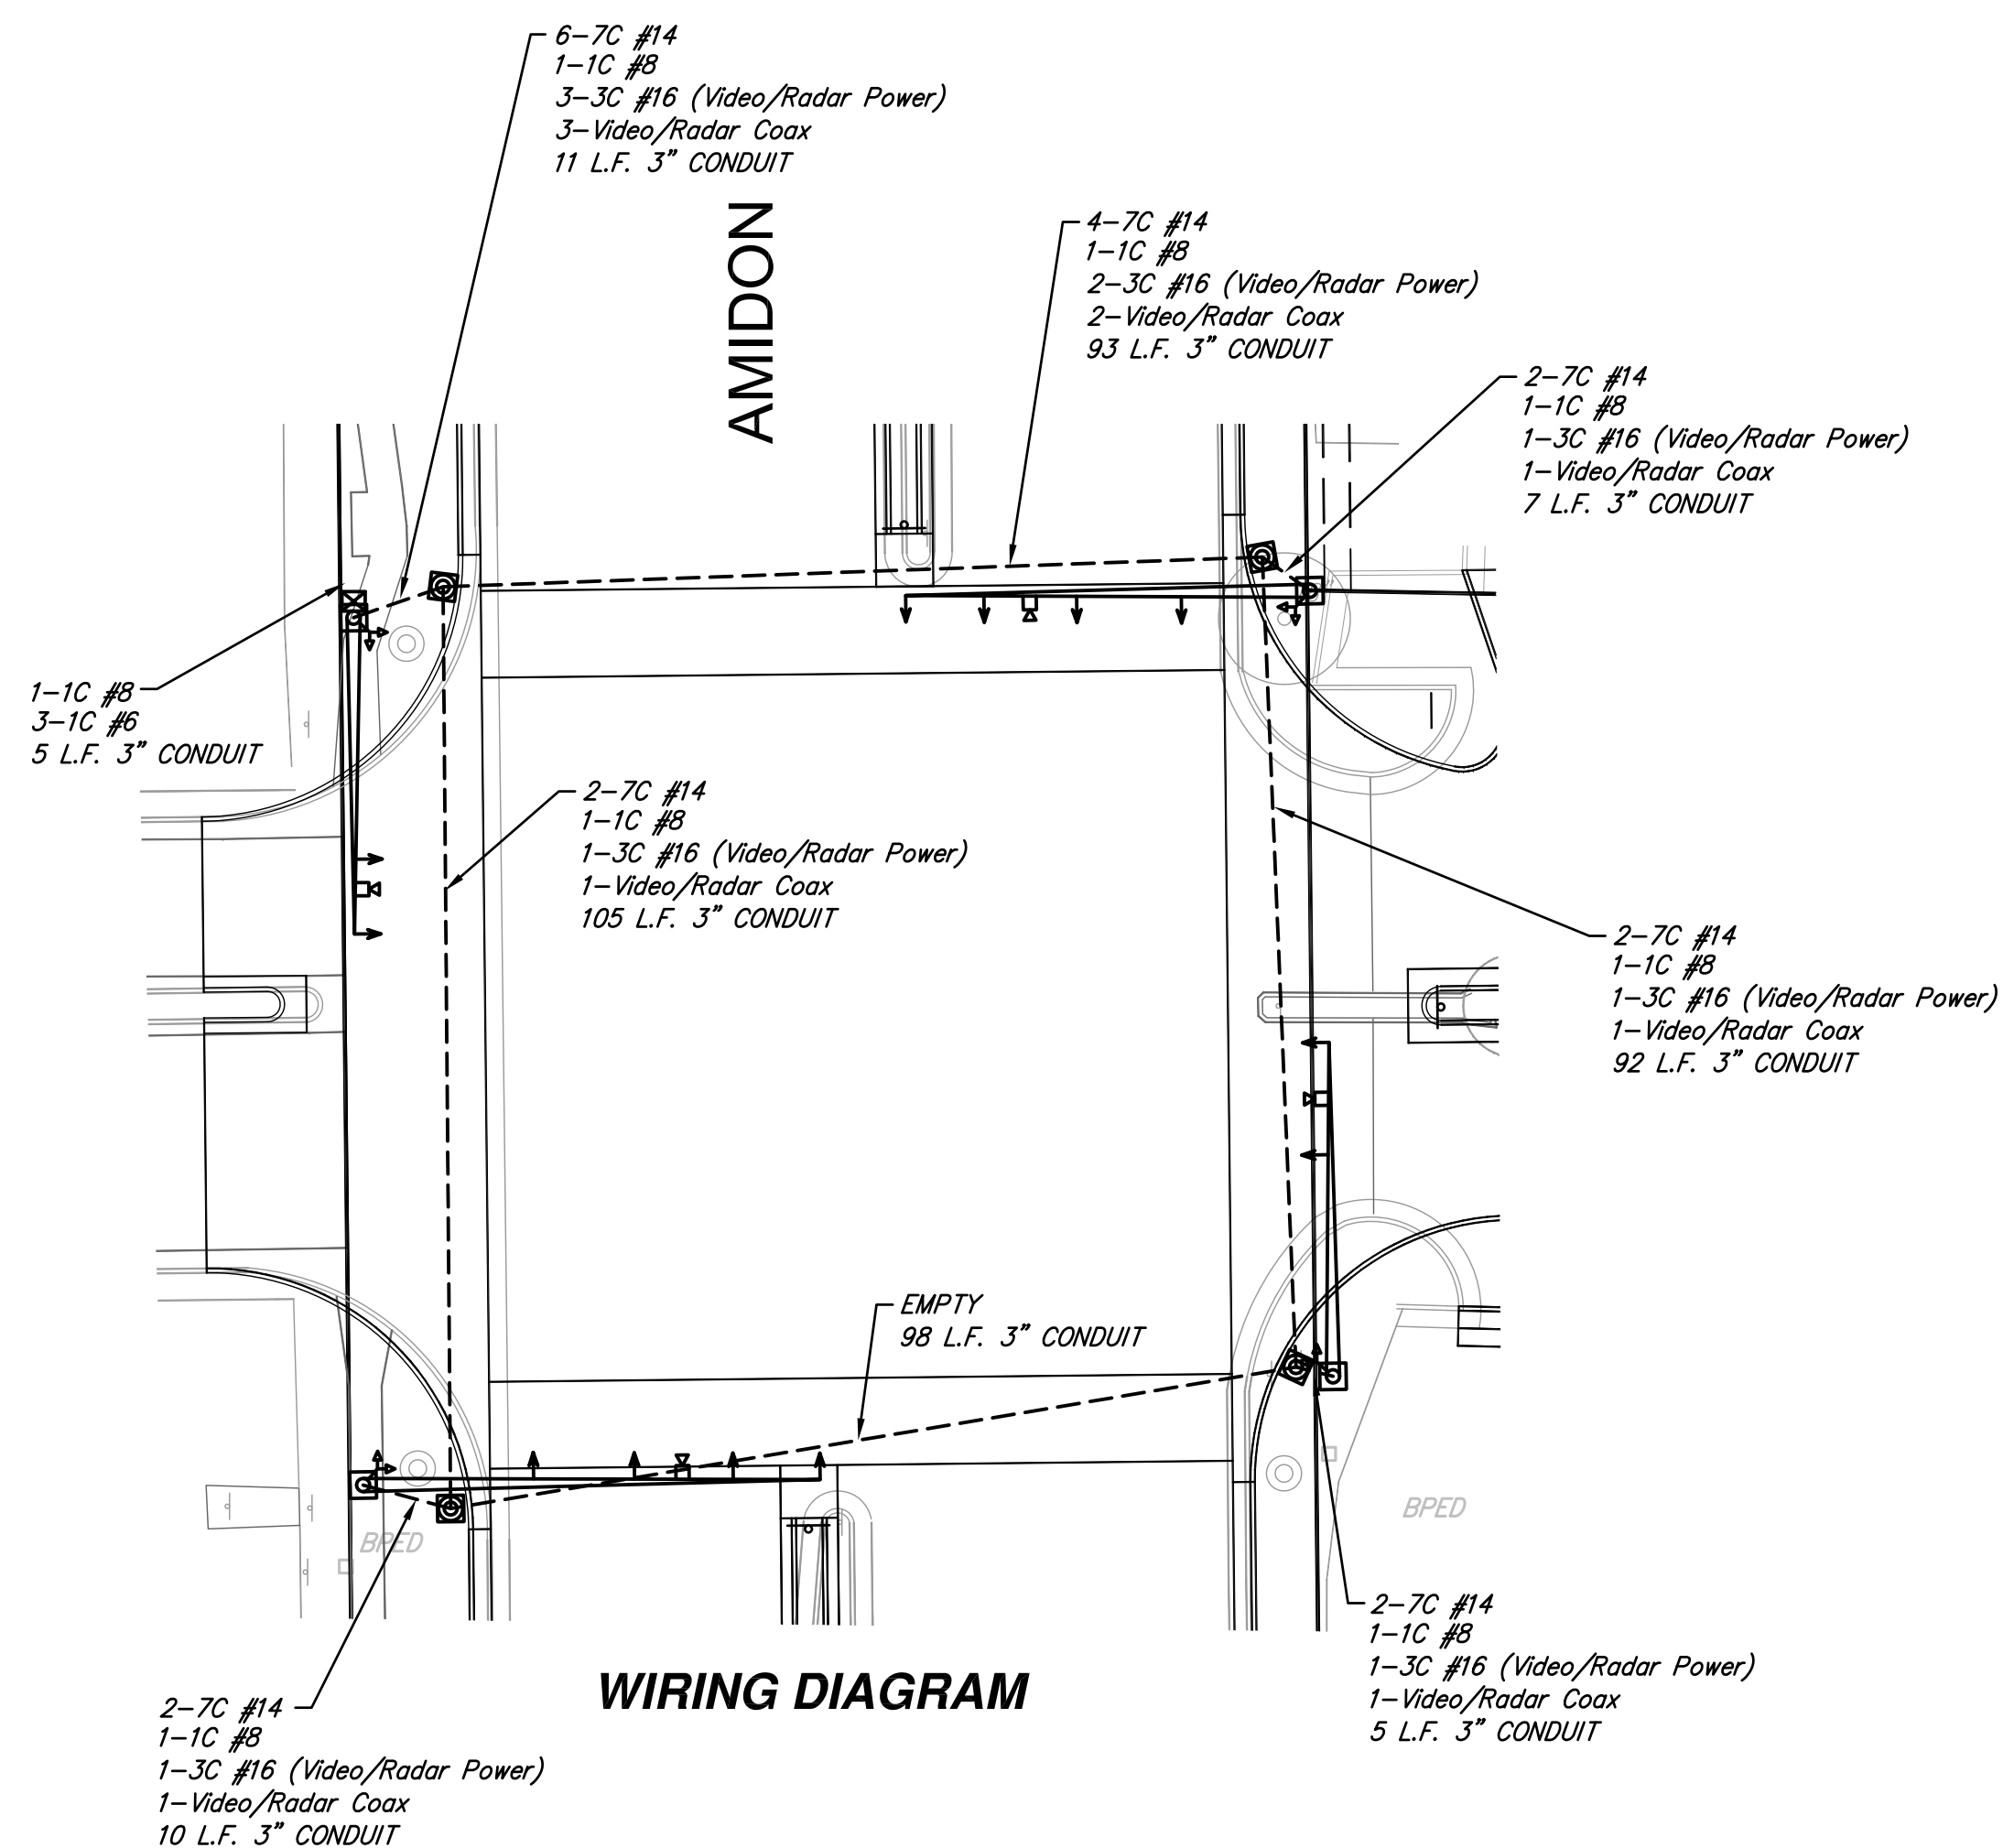 6-7C #14
1-1C #8
3-3C #16 (Video/Radar Power)
3-Video/Radar Coax
11 L.F. 3" CONDUIT
AMIDON
4-7C #14
1-1C #8
2-3C #16 (Video/Radar Power)
2-Video/Radar Coax
93 L.F. 3" CONDUIT
2-7C #14
1-1C #8
1-3C #16 (Video/Radar Power)
1-Video/Radar Coax
7 L.F. 3" CONDUIT
1-1C #8
3-1C #6
5 L.F. 3" CONDUIT
2-7C #14
1-1C #8
1-3C #16 (Video/Radar Power)
1-Video/Radar Coax
105 L.F. 3" CONDUIT
2-7C #14
1-1C #8
1-3C #16 (Video/Radar Power)
1-Video/Radar Coax
92 L.F. 3" CONDUIT
EMPTY
98 L.F. 3" CONDUIT
BPED
BPED
2-7C #14
1-1C #8
1-3C #16 (Video/Radar Power)
1-Video/Radar Coax
5 L.F. 3" CONDUIT
WIRING DIAGRAM
2-7C #14
1-1C #8
1-3C #16 (Video/Radar Power)
1-Video/Radar Coax
10 L.F. 3" CONDUIT